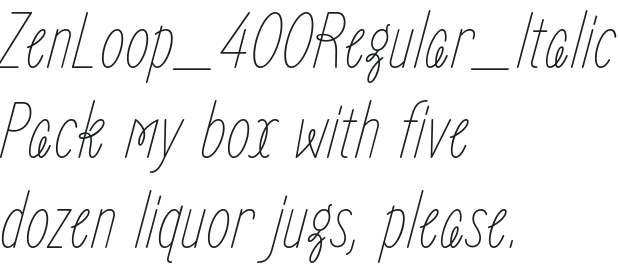 ZenLoop_400Regular_Italic
Pack my box with five
dozen liquor jugs, please.